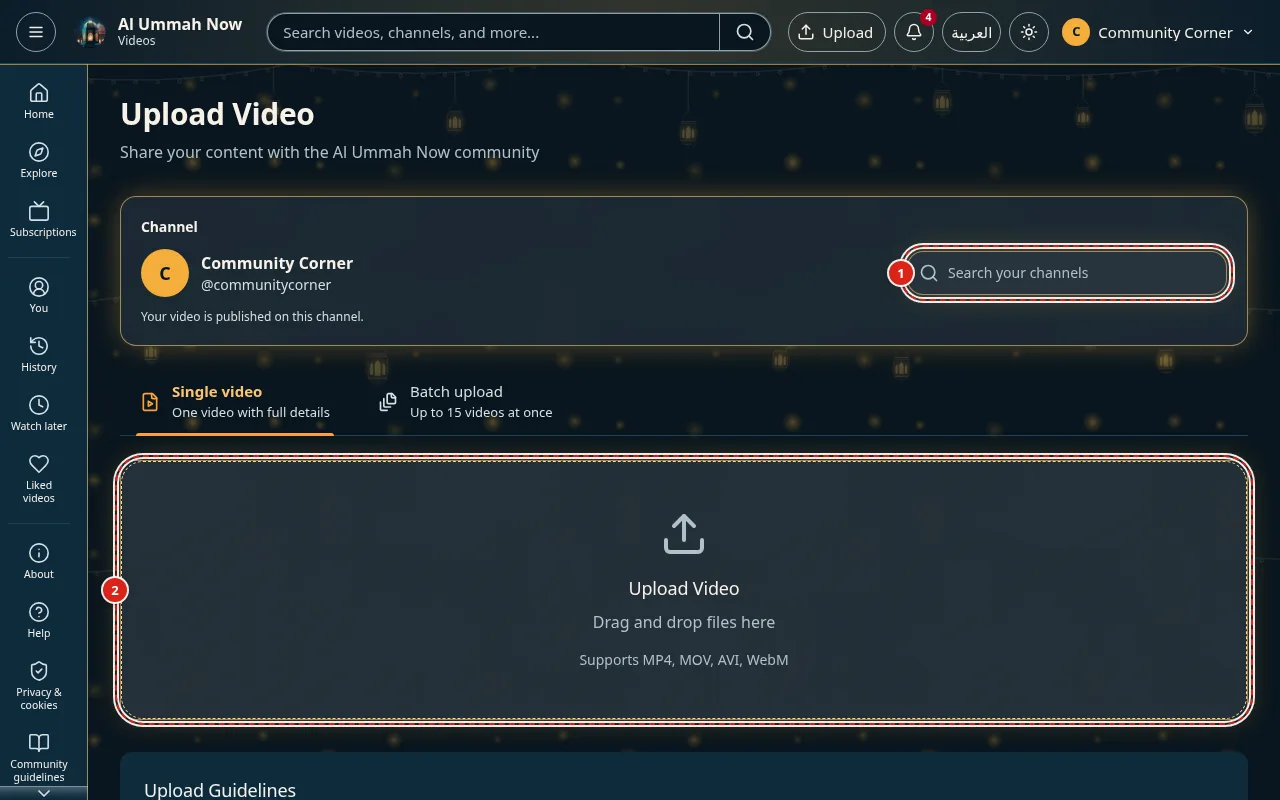 Al Ummah Now
Videos
Search videos, channels, and more...
Upload
4
العربية
C
Community Corner
Home
Explore
Subscriptions
You
History
Watch later
Liked
videos
About
Help
Privacy &
cookies
Community
guidelines
Upload Video
Share your content with the Al Ummah Now community
Channel
C
Community Corner
@communitycorner
Your video is published on this channel.
1
Search your channels
Single video
One video with full details
Batch upload
Up to 15 videos at once
2
Upload Video
Drag and drop files here
Supports MP4, MOV, AVI, WebM
Upload Guidelines